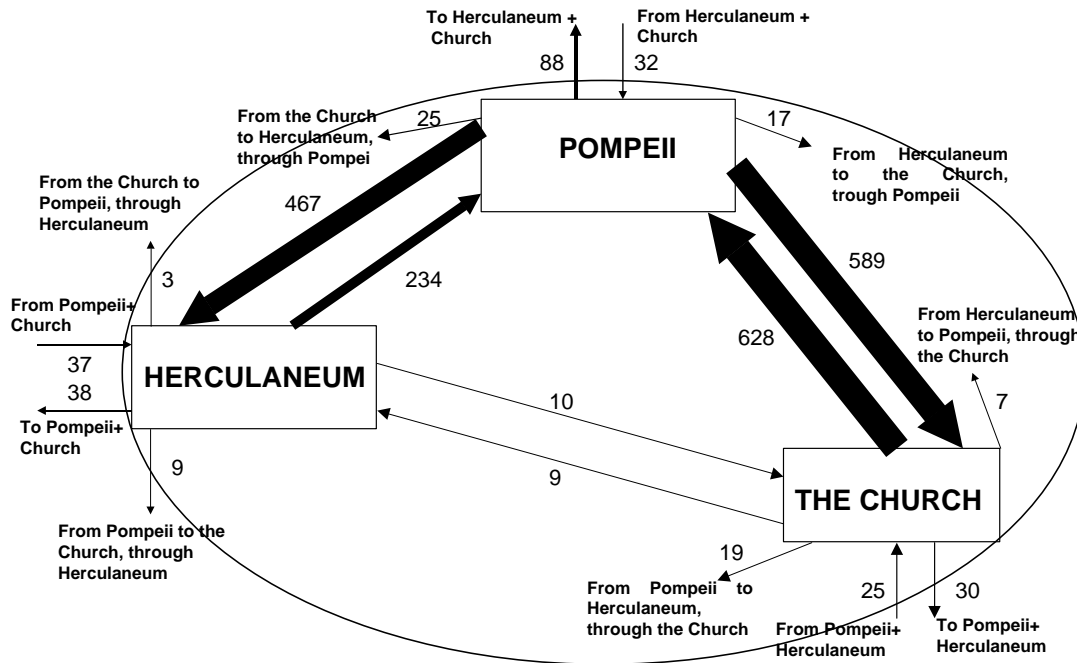 To Herculaneum +
Church
From Herculaneum +
Church
88
32
From the Church
to Herculaneum,
through Pompei
25
17
POMPEII
From Herculaneum
to the Church,
trough Pompeii
From the Church to
Pompeii, through
Herculaneum
467
3
234
589
From Pompeii+
Church
From Herculaneum
to Pompeii, through
the Church
628
37
HERCULANEUM
38
10
7
To Pompeii+
Church
9
9
THE CHURCH
From Pompeii to the
Church, through
Herculaneum
19
From Pompeii to
Herculaneum,
through the Church
25
30
From Pompeii+
Herculaneum
To Pompeii+
Herculaneum